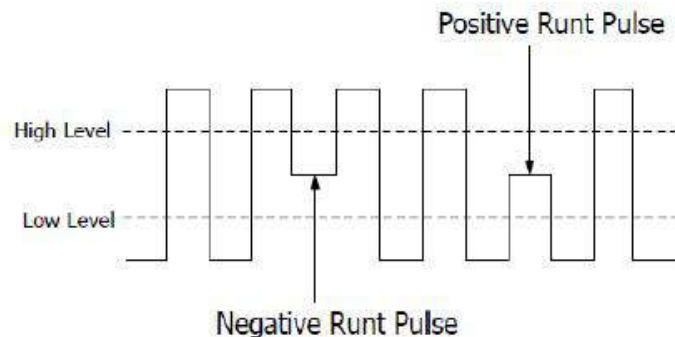 Positive Runt Pulse
High Level
Low Level
Negative Runt Pulse